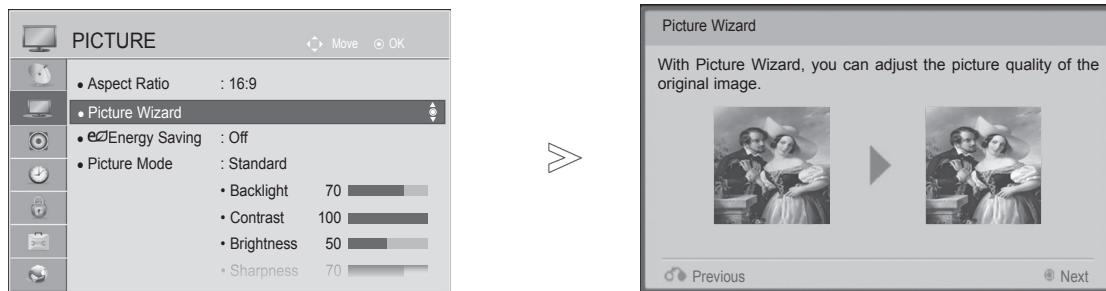 PICTURE
Move ⊙ OK
• Aspect Ratio : 16:9
• Picture Wizard
• Energy Saving : Off
• Picture Mode : Standard
• Backlight 70
• Contrast 100
• Brightness 50
• Sharpness 70
Picture Wizard
With Picture Wizard, you can adjust the picture quality of the
original image.
Previous
Next